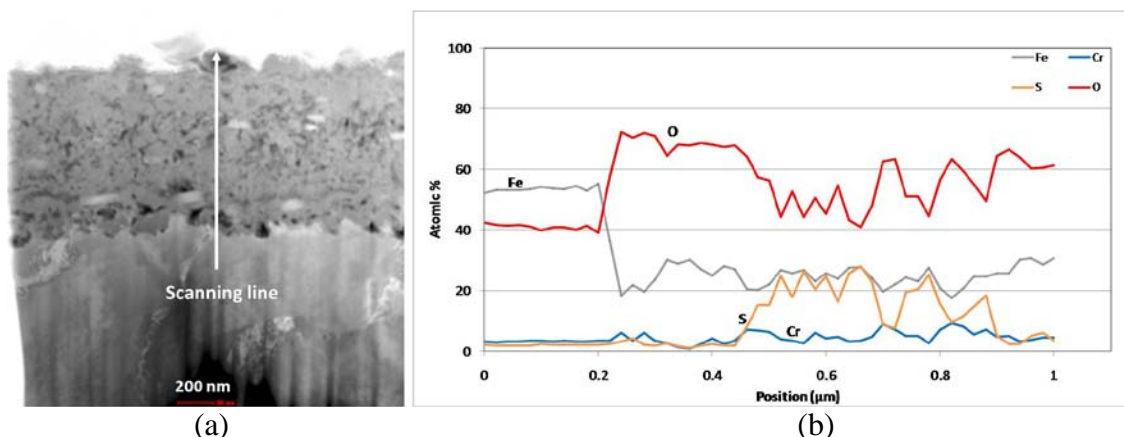 Scanning line
200 nm
(a)
100
80
60
40
20
0
Atomic %
Fe
Cr
S
O
O
Fe
S
Cr
0
0.2
0.4
0.6
0.8
1
Position (µm)
(b)